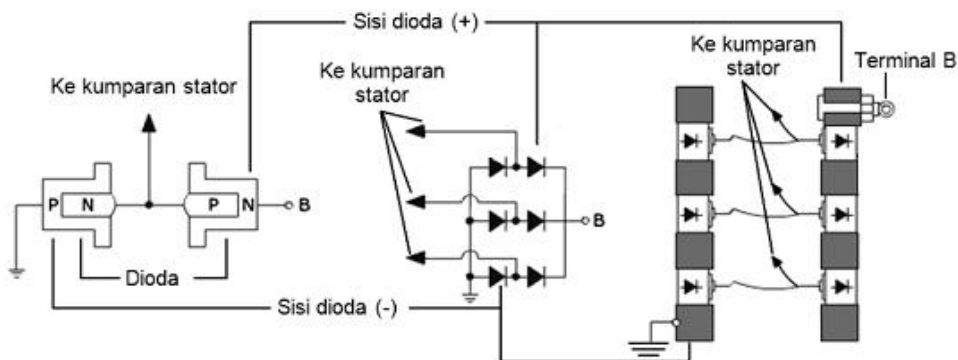 Sisi dioda (+)
Ke kumparan stator
Ke kumparan
stator
Ke kumparan
stator
Terminal B
P N
P N
B
B
Dioda
Sisi dioda (-)